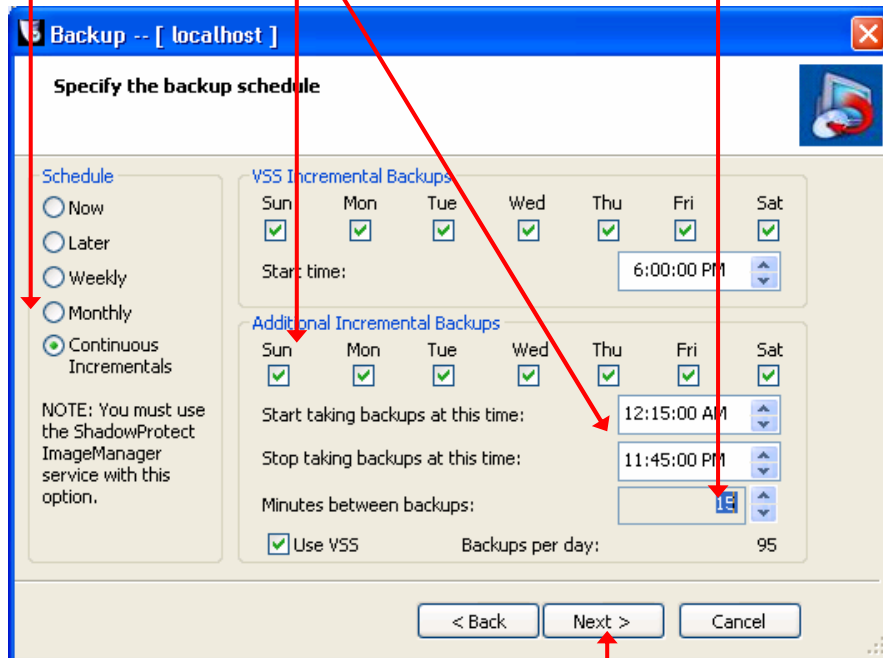 Backup -- [ localhost ]
Specify the backup schedule
Schedule
Now
Later
Weekly
Monthly
Continuous
Incrementals
NOTE: You must use
the ShadowProtect
ImageManager
service with this
option.
VSS Incremental Backups
Sun Mon Tue Wed Thu Fri Sat
Start time: 6:00:00 PM
Additional Incremental Backups
Sun Mon Tue Wed Thu Fri Sat
Start taking backups at this time: 12:15:00 AM
Stop taking backups at this time: 11:45:00 PM
Minutes between backups: 15
Use VSS Backups per day: 95
< Back Next > Cancel